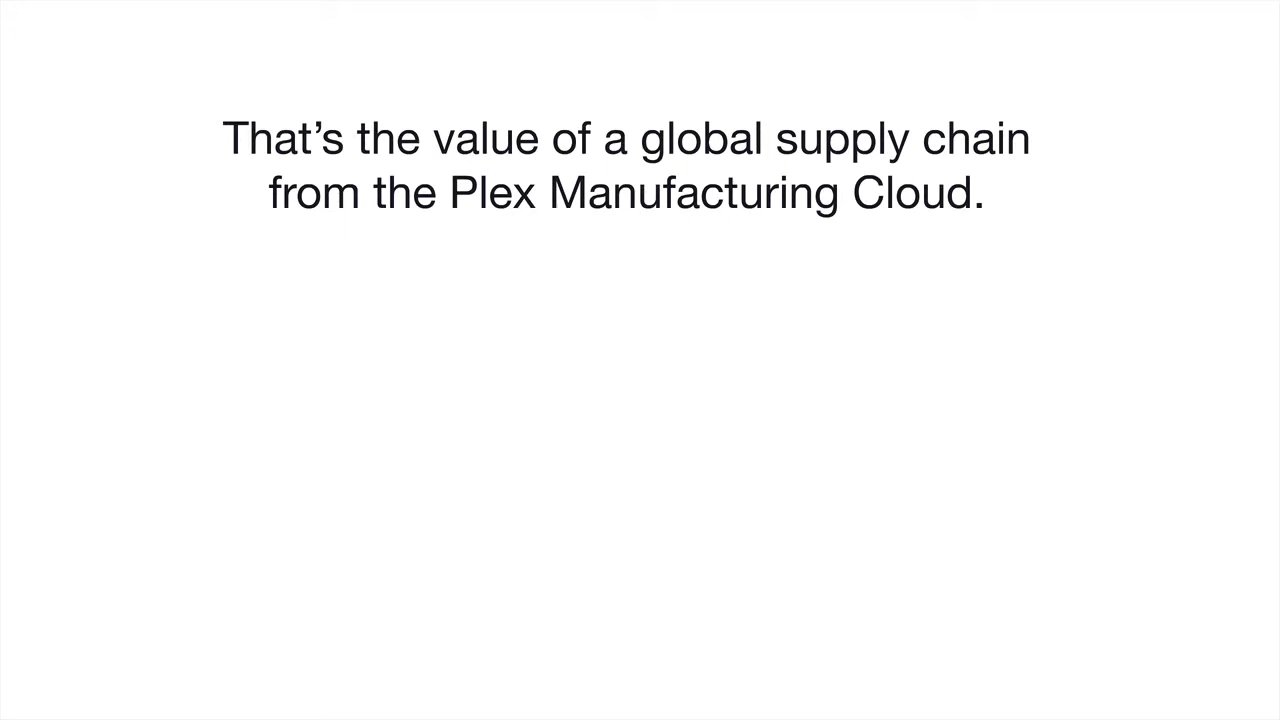 That’s the value of a global supply chain
from the Plex Manufacturing Cloud.